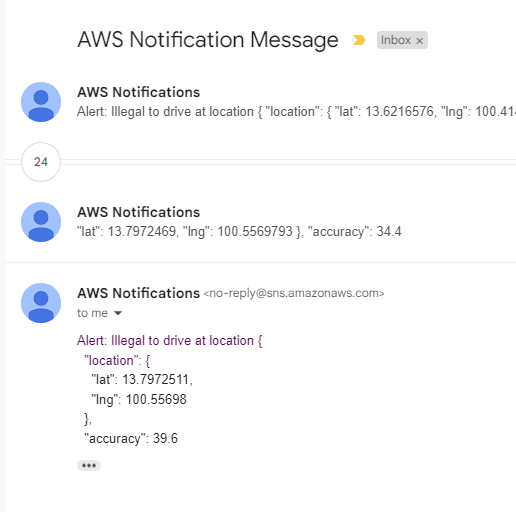 AWS Notification Message
Inbox ×
AWS Notifications
Alert: Illegal to drive at location { "location": { "lat": 13.6216576, "lng": 100.41
24
AWS Notifications
"lat": 13.7972469, "lng": 100.5569793 }, "accuracy": 34.4
AWS Notifications <no-reply@sns.amazonaws.com>
to me
Alert: Illegal to drive at location {
"location": {
"lat": 13.7972511,
"lng": 100.55698
},
"accuracy": 39.6